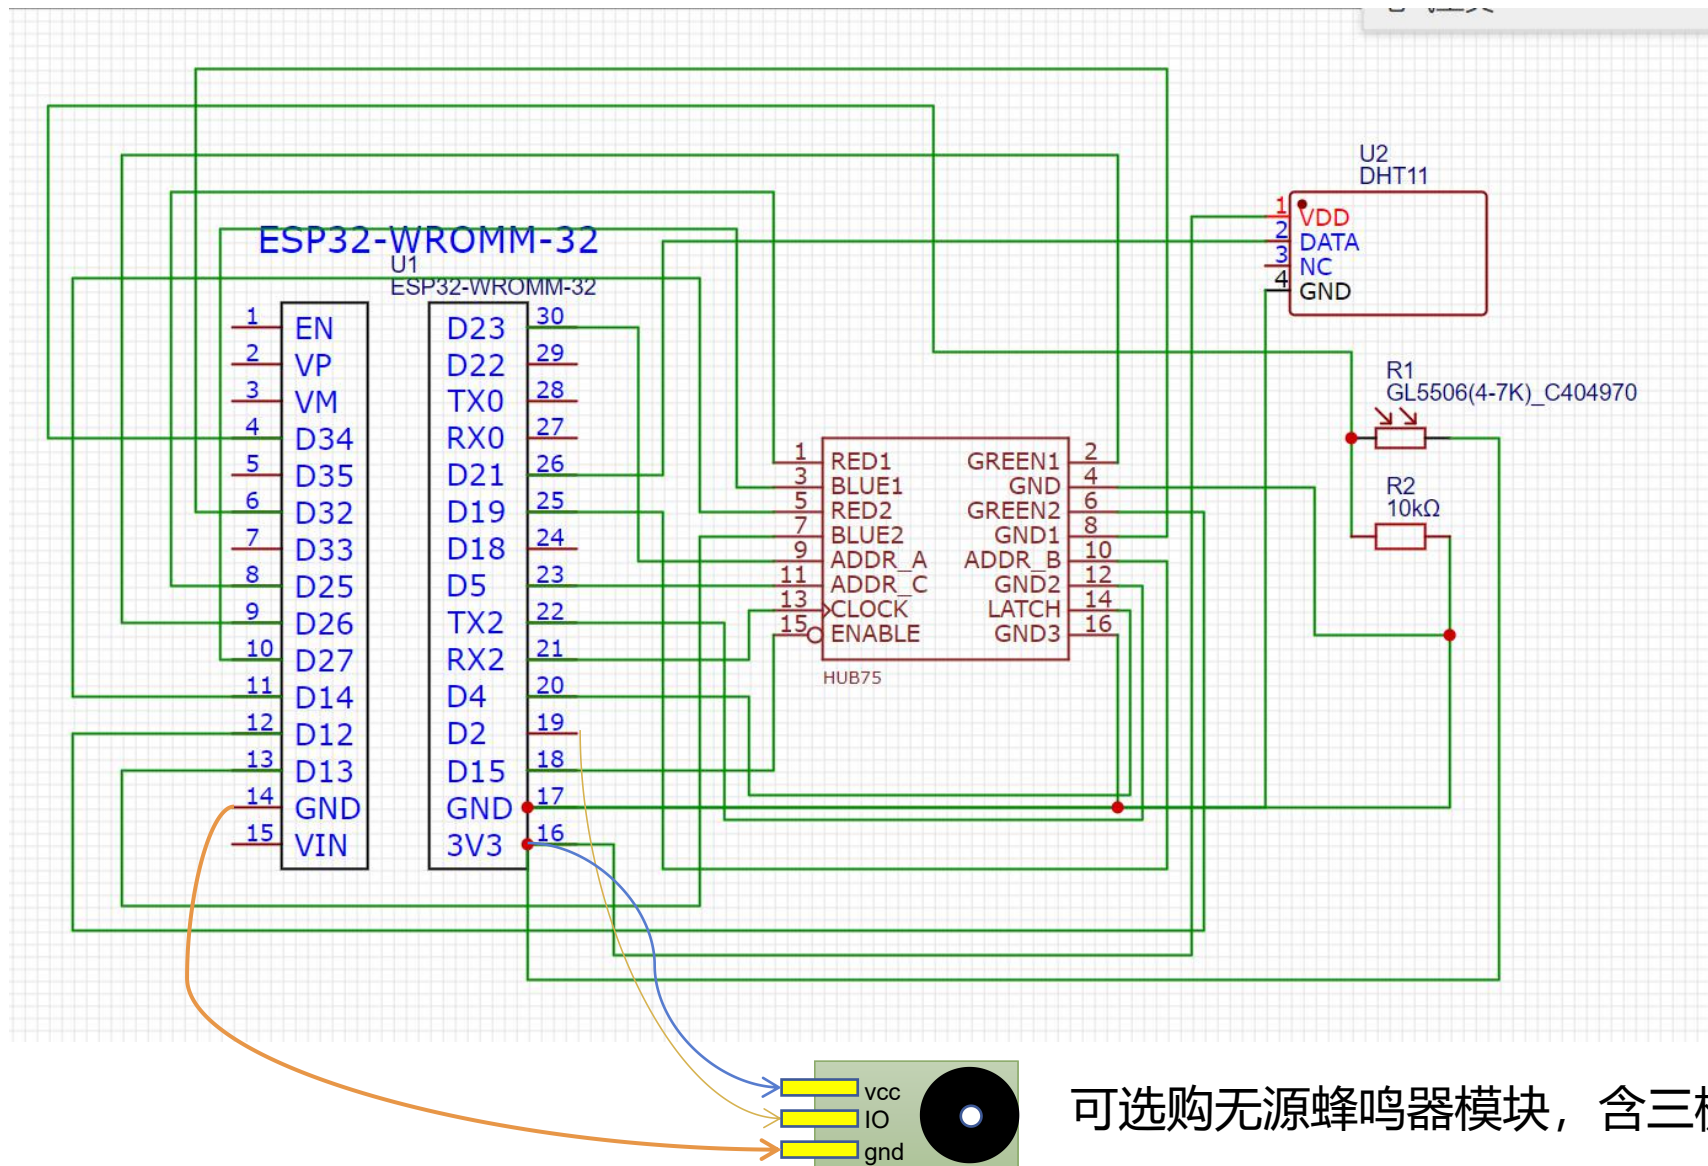 U2
DHT11
1 VDD
2 DATA
3 NC
4 GND
ESP32-WROMM-32
U1
ESP32-WROMM-32
1 EN
2 VP
3 VM
4 D34
5 D35
6 D32
7 D33
8 D25
9 D26
10 D27
11 D14
12 D12
13 D13
14 GND
15 VIN
D23 30
D22 29
TX0 28
RX0 27
D21 26
D19 25
D18 24
D5 23
TX2 22
RX2 21
D4 20
D2 19
D15 18
GND 17
3V3 16
1 RED1 GREEN1 2
3 BLUE1 GND 4
5 RED2 GREEN2 6
7 BLUE2 GND1 8
9 ADDR_A ADDR_B 10
11 ADDR_C GND2 12
13 CLOCK LATCH 14
15 ENABLE GND3 16
HUB75
R1
GL5506(4-7K)_C404970
R2
10kΩ
vcc
IO
gnd
可选购无源蜂鸣器模块，含三